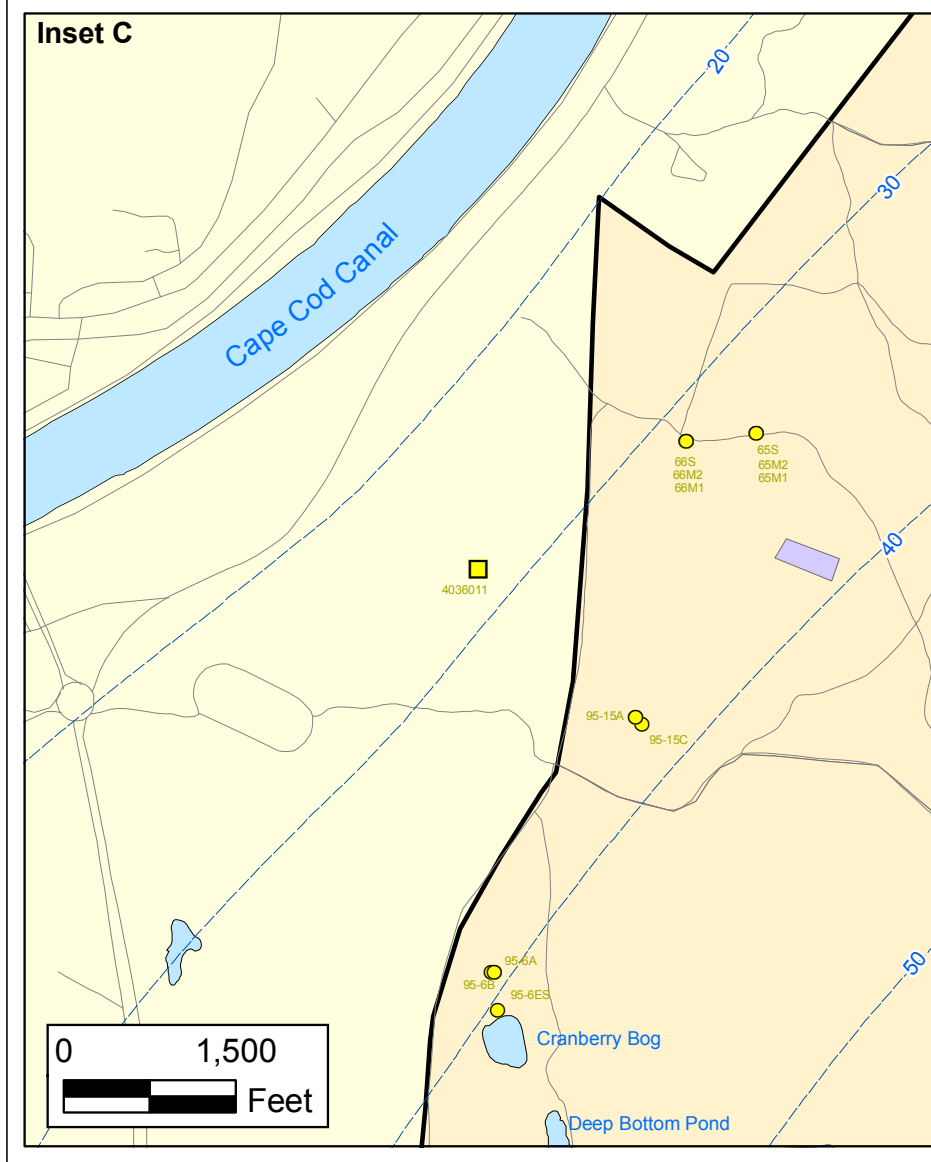 Inset C
20
30
Cape Cod Canal
66S
66M2
66M1
65S
65M2
65M1
40
4036011
95-15A
95-15C
95-6A
95-6B
95-6ES
50
Cranberry Bog
Deep Bottom Pond
0 1,500
Feet